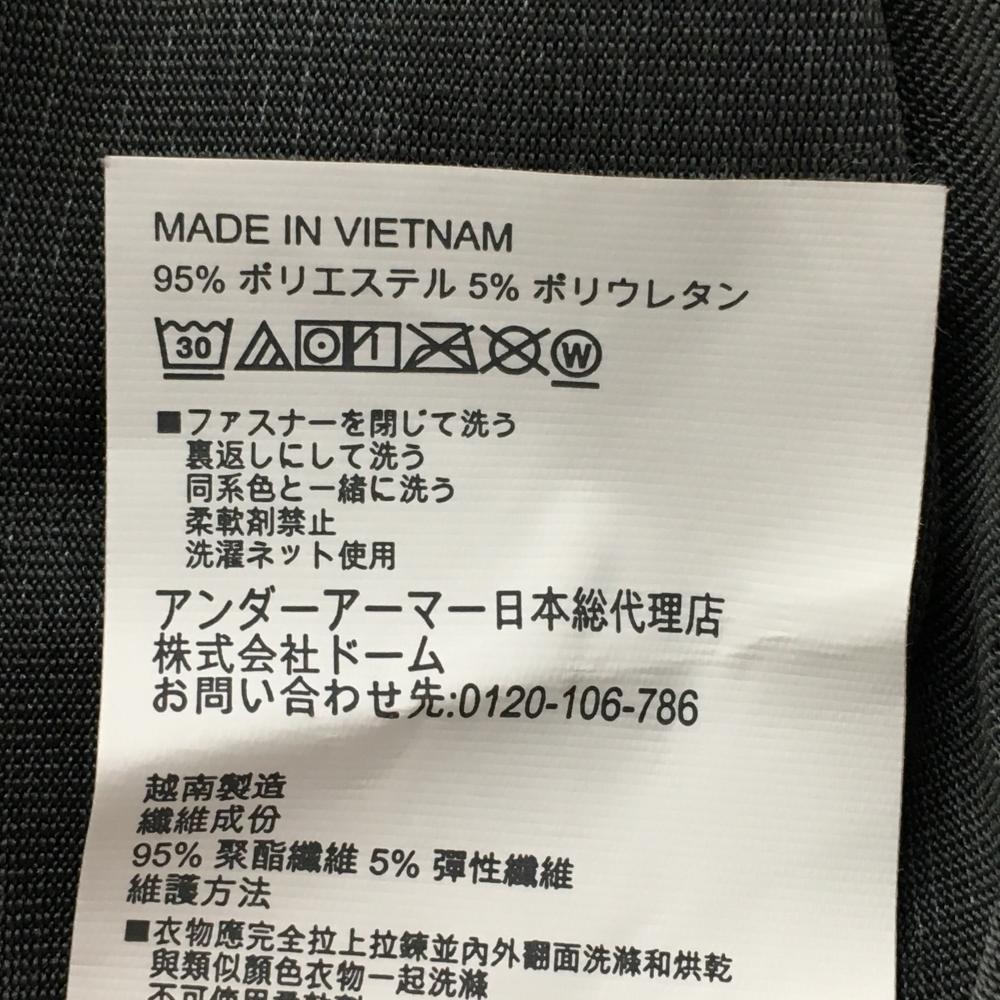 MADE IN VIETNAM
95% ポリエステル 5% ポリウレタン
30 W
■ファスナーを閉じて洗う
裏返しにして洗う
同系色と一緒に洗う
柔軟剤禁止
洗濯ネット使用
アンダーアーマー日本総代理店
株式会社ドーム
お問い合わせ先:0120-106-786
越南製造
纖維成份
95% 聚酯纖維 5% 彈性纖維
維護方法
■衣物應完全拉上拉鍊並內外翻面洗滌和烘乾
與類似顏色衣物一起洗滌
不可使用柔軟劑